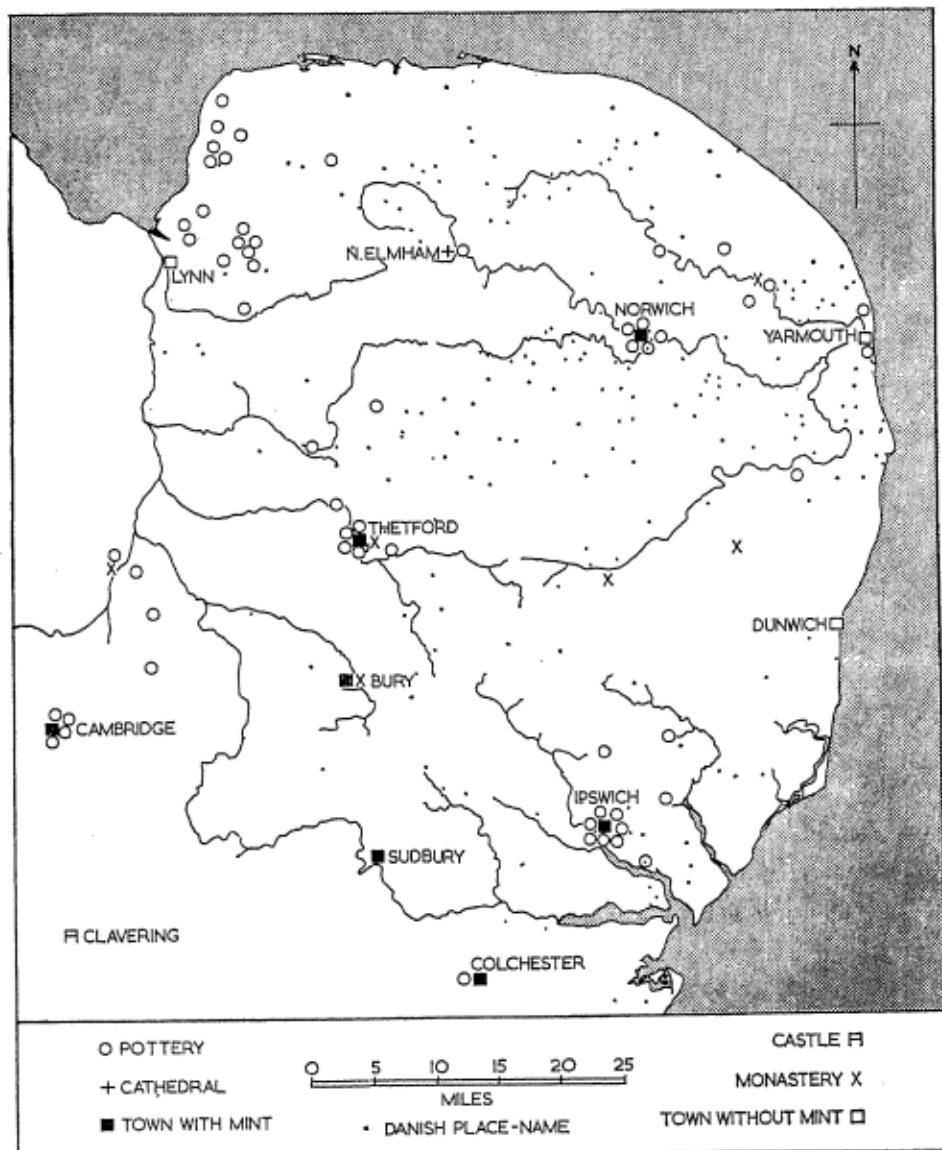 N
N. ELMHAM
LYNN
NORWICH
YARMOUTH
THETFORD
DUNWICH
BURY
CAMBRIDGE
IPSWICH
SUDBURY
CLAVERING
COLCHESTER
O POTTERY
+ CATHEDRAL
■ TOWN WITH MINT
0 5 10 15 20 25
MILES
• DANISH PLACE-NAME
CASTLE
MONASTERY X
TOWN WITHOUT MINT □